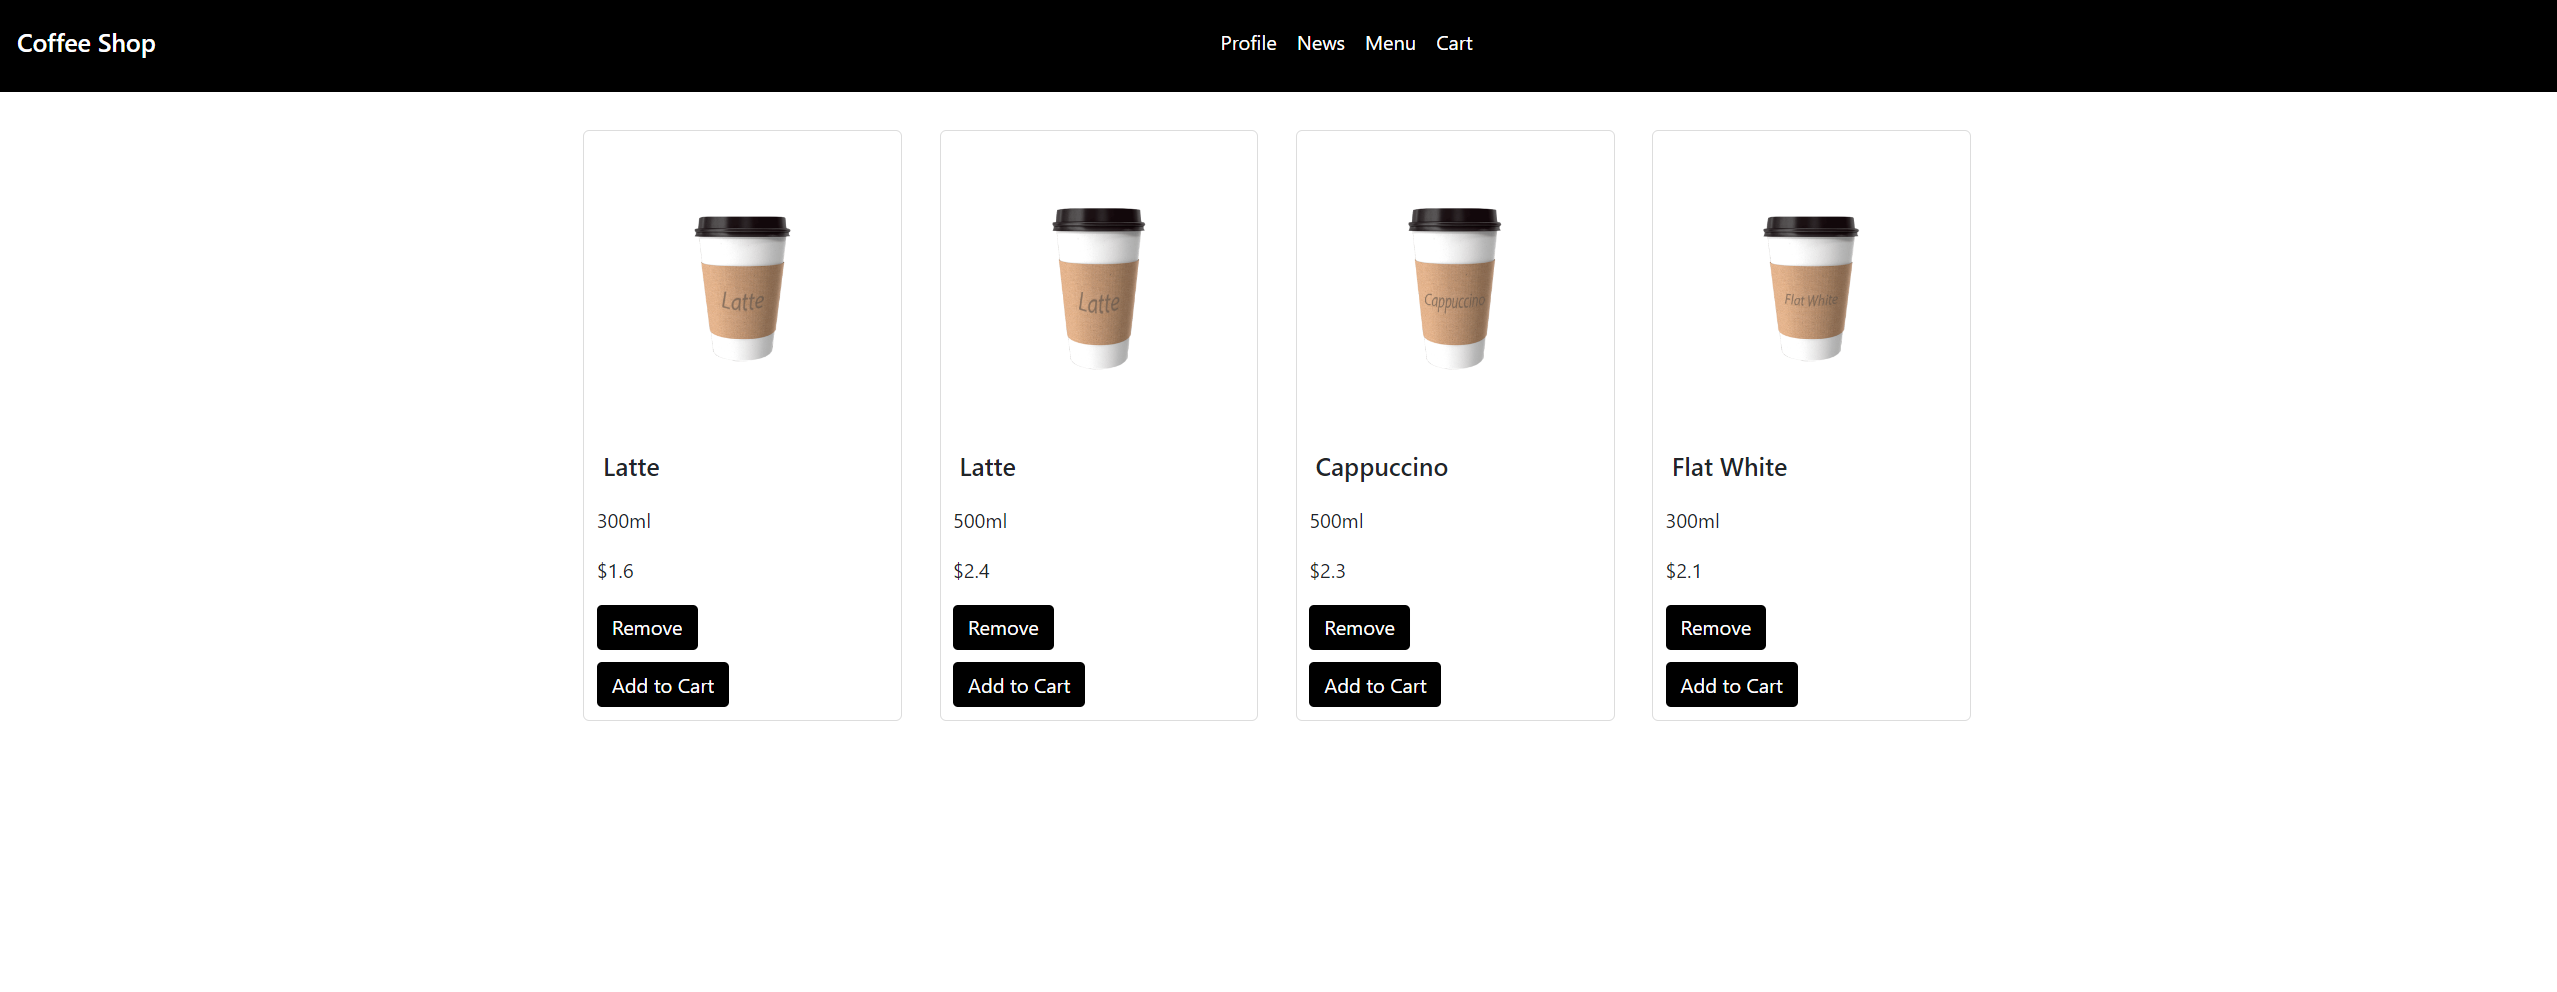 Coffee Shop
Profile News Menu Cart
Latte
Latte
Cappuccino
Flat White
Latte
300ml
$1.6
Remove
Add to Cart
Latte
500ml
$2.4
Remove
Add to Cart
Cappuccino
500ml
$2.3
Remove
Add to Cart
Flat White
300ml
$2.1
Remove
Add to Cart